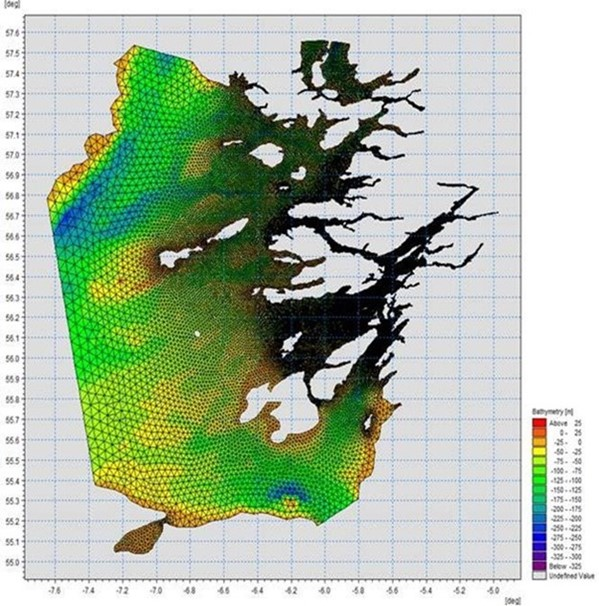 [deg]
57.6
57.5
57.4
57.3
57.2
57.1
57.0
56.9
56.8
56.7
56.6
56.5
56.4
56.3
56.2
56.1
56.0
55.9
55.8
55.7
55.6
55.5
55.4
55.3
55.2
55.1
55.0
-7.6 -7.4 -7.2 -7.0 -6.8 -6.6 -6.4 -6.2 -6.0 -5.8 -5.6 -5.4 -5.2 -5.0
[deg]
Bathymetry [m]
Above 25
0 - 25
-25 - 0
-50 - -25
-75 - -50
-100 - -75
-125 - -100
-150 - -125
-175 - -150
-200 - -175
-225 - -200
-250 - -225
-275 - -250
-300 - -275
-325 - -300
Below -325
Undefined Value